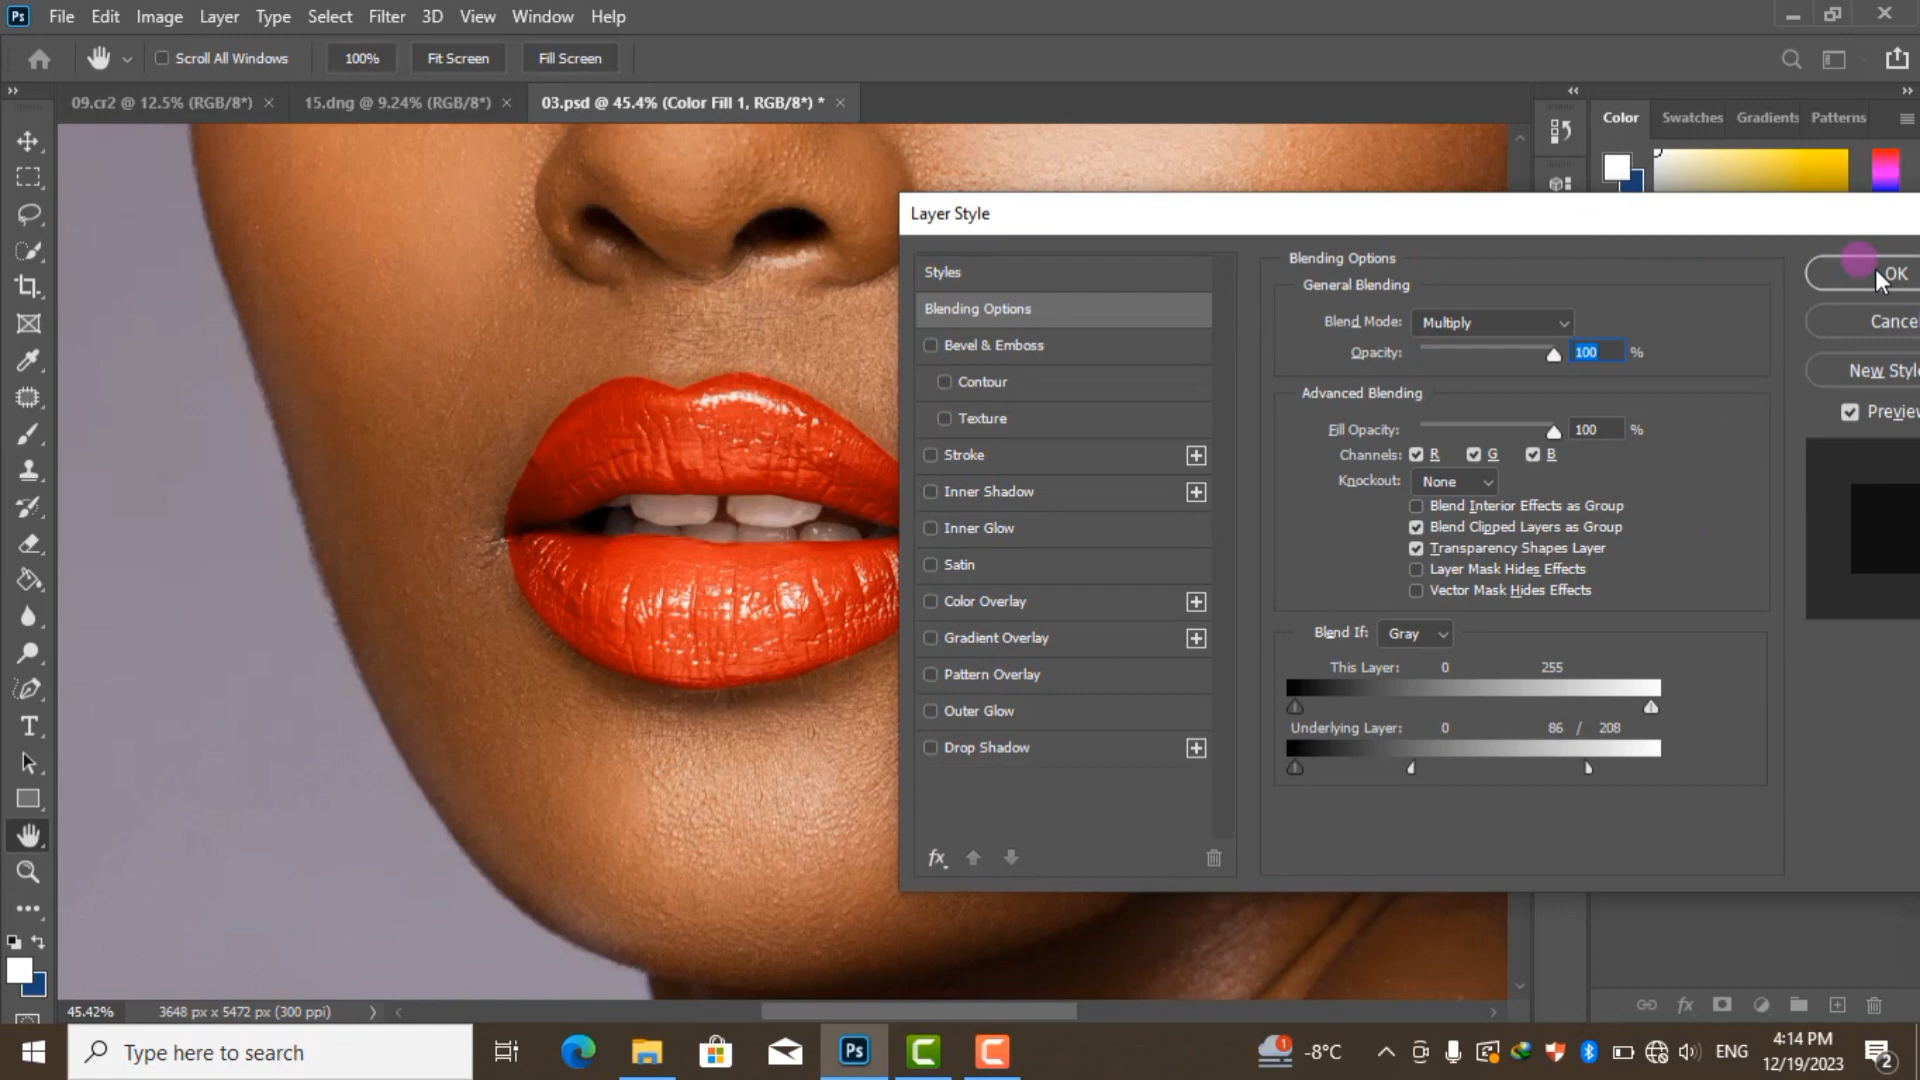 Ps File Edit Image Layer Type Select Filter 3D View Window Help
Scroll All Windows 100% Fit Screen Fill Screen
09.cr2 @ 12.5% (RGB/8*) × 15.dng @ 9.24% (RGB/8*) × 03.psd @ 45.4% (Color Fill 1, RGB/8*) * ×
Color Swatches Gradients Patterns
Layer Style
Styles
Blending Options
Bevel & Emboss
Contour
Texture
Stroke
Inner Shadow
Inner Glow
Satin
Color Overlay
Gradient Overlay
Pattern Overlay
Outer Glow
Drop Shadow
fx
Blending Options
General Blending
Blend Mode: Multiply
Opacity: 100 %
Advanced Blending
Fill Opacity: 100 %
Channels: R G B
Knockout: None
Blend Interior Effects as Group
Blend Clipped Layers as Group
Transparency Shapes Layer
Layer Mask Hides Effects
Vector Mask Hides Effects
Blend If: Gray
This Layer: 0 255
Underlying Layer: 0 86 / 208
OK
Cancel
New Style
Preview
T
45.42% 3648 px x 5472 px (300 ppi)
fx
Type here to search
Ps
1
-8°C
ENG
4:14 PM
12/19/2023
2